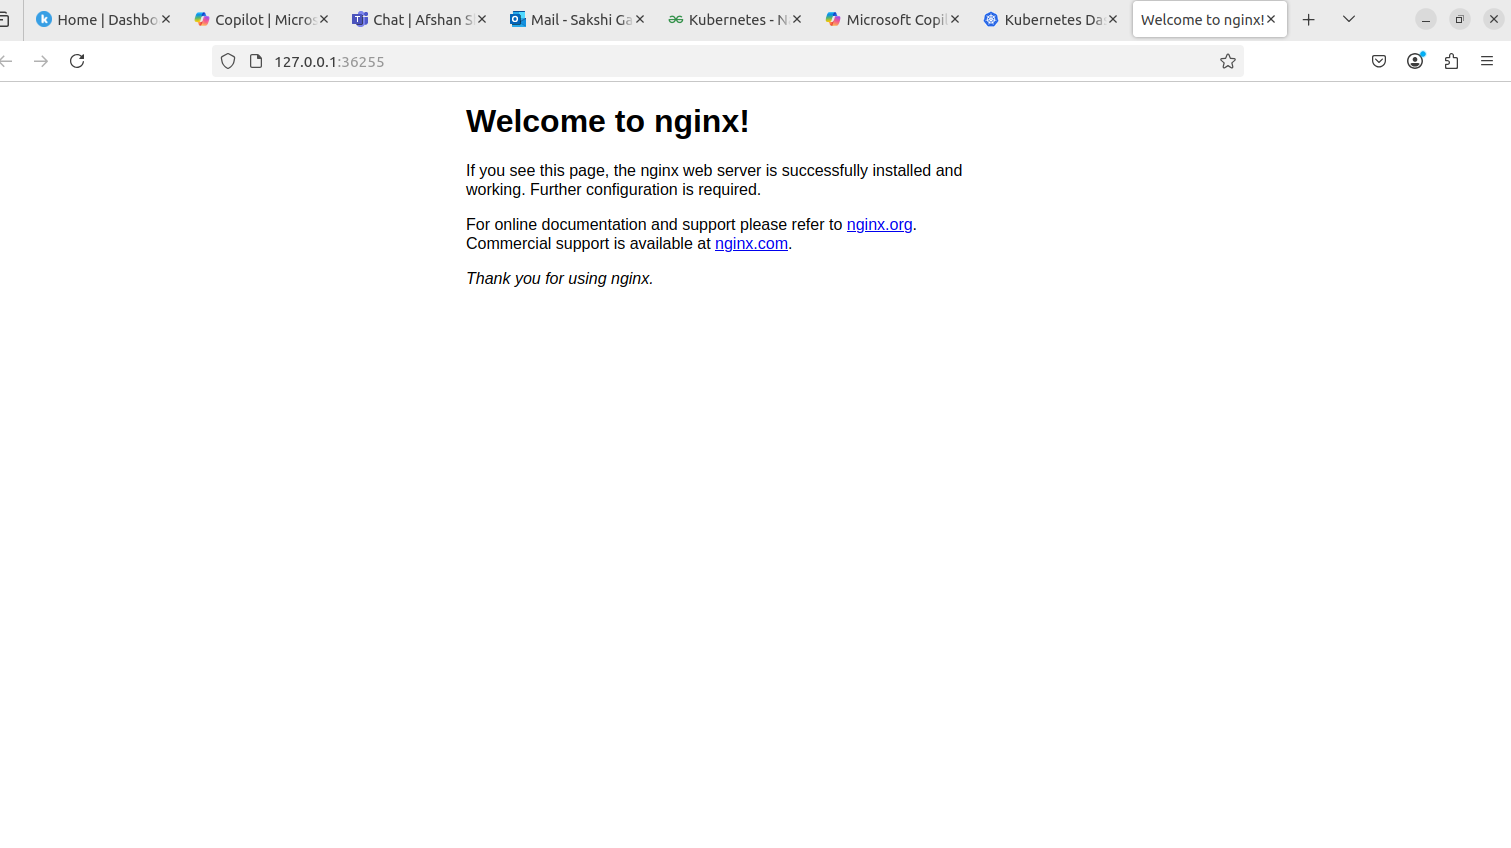 Home | Dashbo
Copilot | Micros
Chat | Afshan S
Mail - Sakshi Ga
Kubernetes - N
Microsoft Copil
Kubernetes Da
Welcome to nginx!
127.0.0.1:36255
Welcome to nginx!
If you see this page, the nginx web server is successfully installed and
working. Further configuration is required.
For online documentation and support please refer to nginx.org.
Commercial support is available at nginx.com.
Thank you for using nginx.